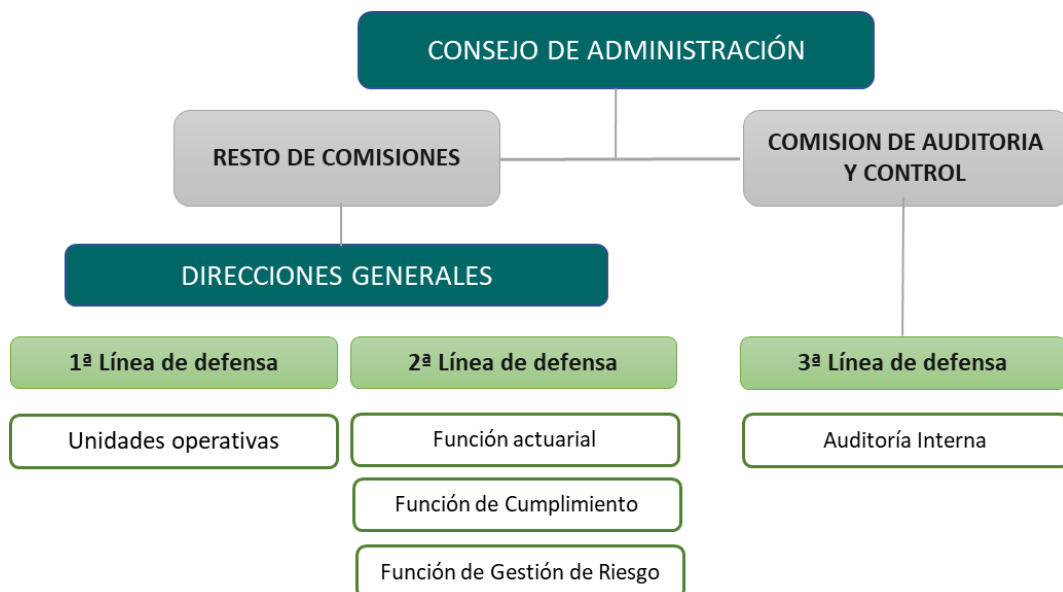 CONSEJO DE ADMINISTRACIÓN
RESTO DE COMISIONES
COMISION DE AUDITORIA
Y CONTROL
DIRECCIONES GENERALES
1ª Línea de defensa
2ª Línea de defensa
3ª Línea de defensa
Unidades operativas
Función actuarial
Auditoría Interna
Función de Cumplimiento
Función de Gestión de Riesgo